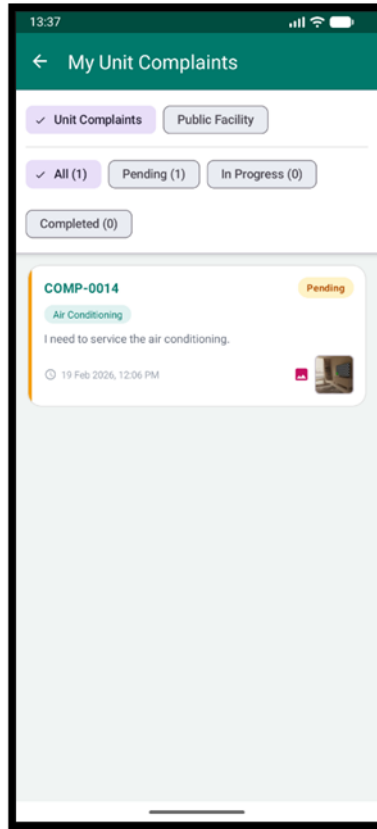 13:37
My Unit Complaints
Unit Complaints
Public Facility
All (1)
Pending (1)
In Progress (0)
Completed (0)
COMP-0014
Pending
Air Conditioning
I need to service the air conditioning.
19 Feb 2026, 12:06 PM